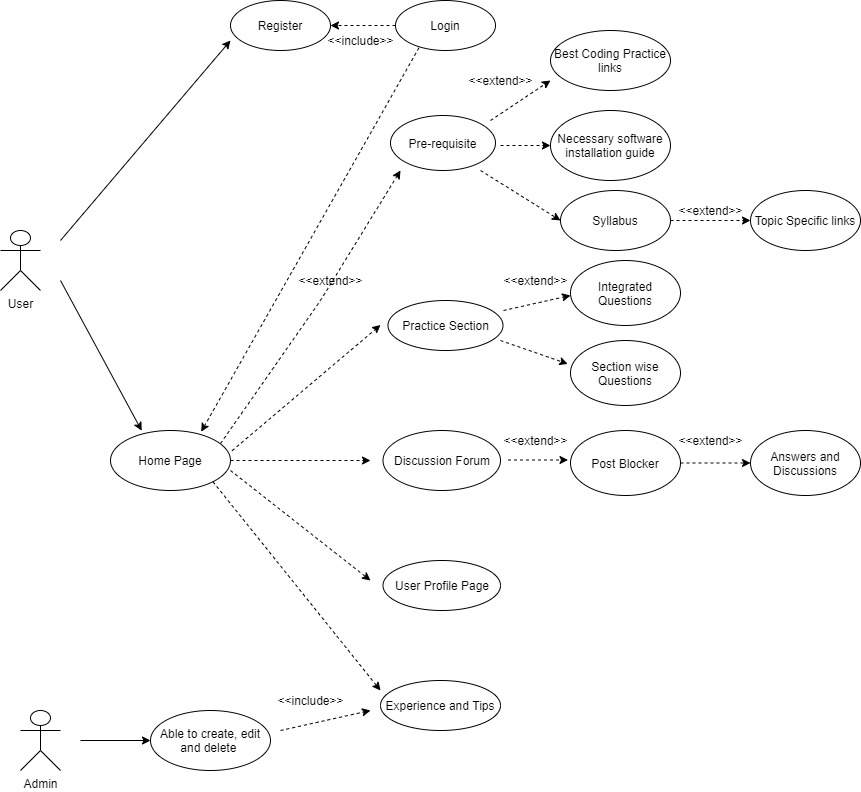 Register
Login
<<include>>
Best Coding Practice
links
<<extend>>
Pre-requisite
Necessary software
installation guide
Syllabus
<<extend>>
Topic Specific links
User
<<extend>>
<<extend>>
Integrated
Questions
Practice Section
Section wise
Questions
Home Page
Discussion Forum
<<extend>>
Post Blocker
<<extend>>
Answers and
Discussions
User Profile Page
<<include>>
Experience and Tips
Able to create, edit
and delete
Admin